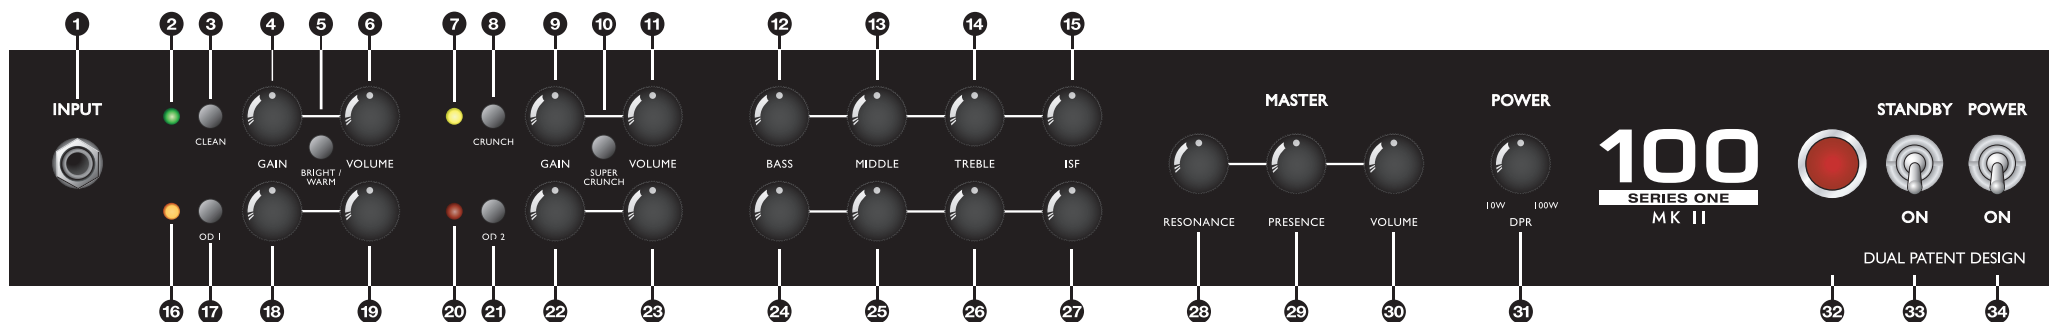 1 2 3 4 5 6 7 8 9 10 11 12 13 14 15
INPUT
CLEAN
GAIN
BRIGHT /
WARM
VOLUME
CRUNCH
GAIN
SUPER
CRUNCH
VOLUME
BASS
MIDDLE
TREBLE
ISF
OD 1
OD 2
MASTER
RESONANCE
PRESENCE
VOLUME
POWER
10W 100W
DPR
100
SERIES ONE
MK II
STANDBY
ON
POWER
ON
DUAL PATENT DESIGN
16 17 18 19 20 21 22 23 24 25 26 27 28 29 30 31 32 33 34